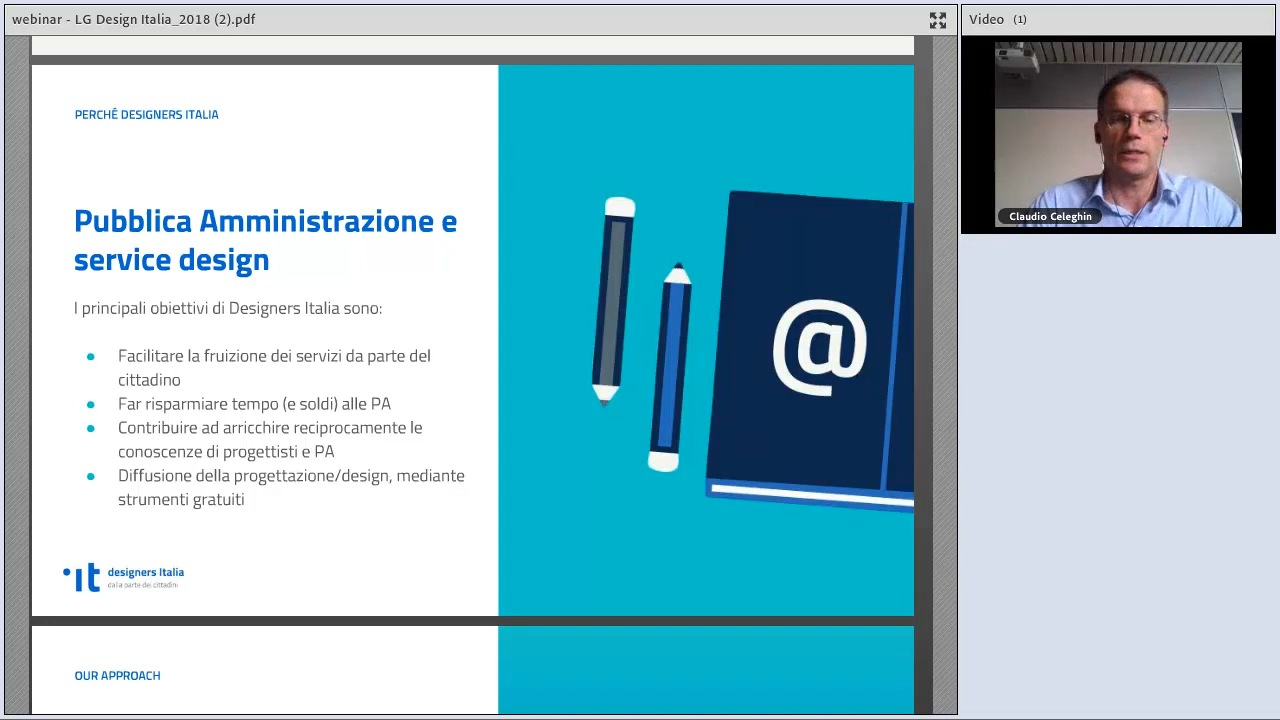 webinar - LG Design Italia_2018 (2).pdf
Video (1)
Claudio Celeghin
PERCHÉ DESIGNERS ITALIA
Pubblica Amministrazione e
service design
I principali obiettivi di Designers Italia sono:
● Facilitare la fruizione dei servizi da parte del
cittadino
● Far risparmiare tempo (e soldi) alle PA
● Contribuire ad arricchire reciprocamente le
conoscenze di progettisti e PA
● Diffusione della progettazione/design, mediante
strumenti gratuiti
@
it designers Italia
dalla parte dei cittadini
OUR APPROACH